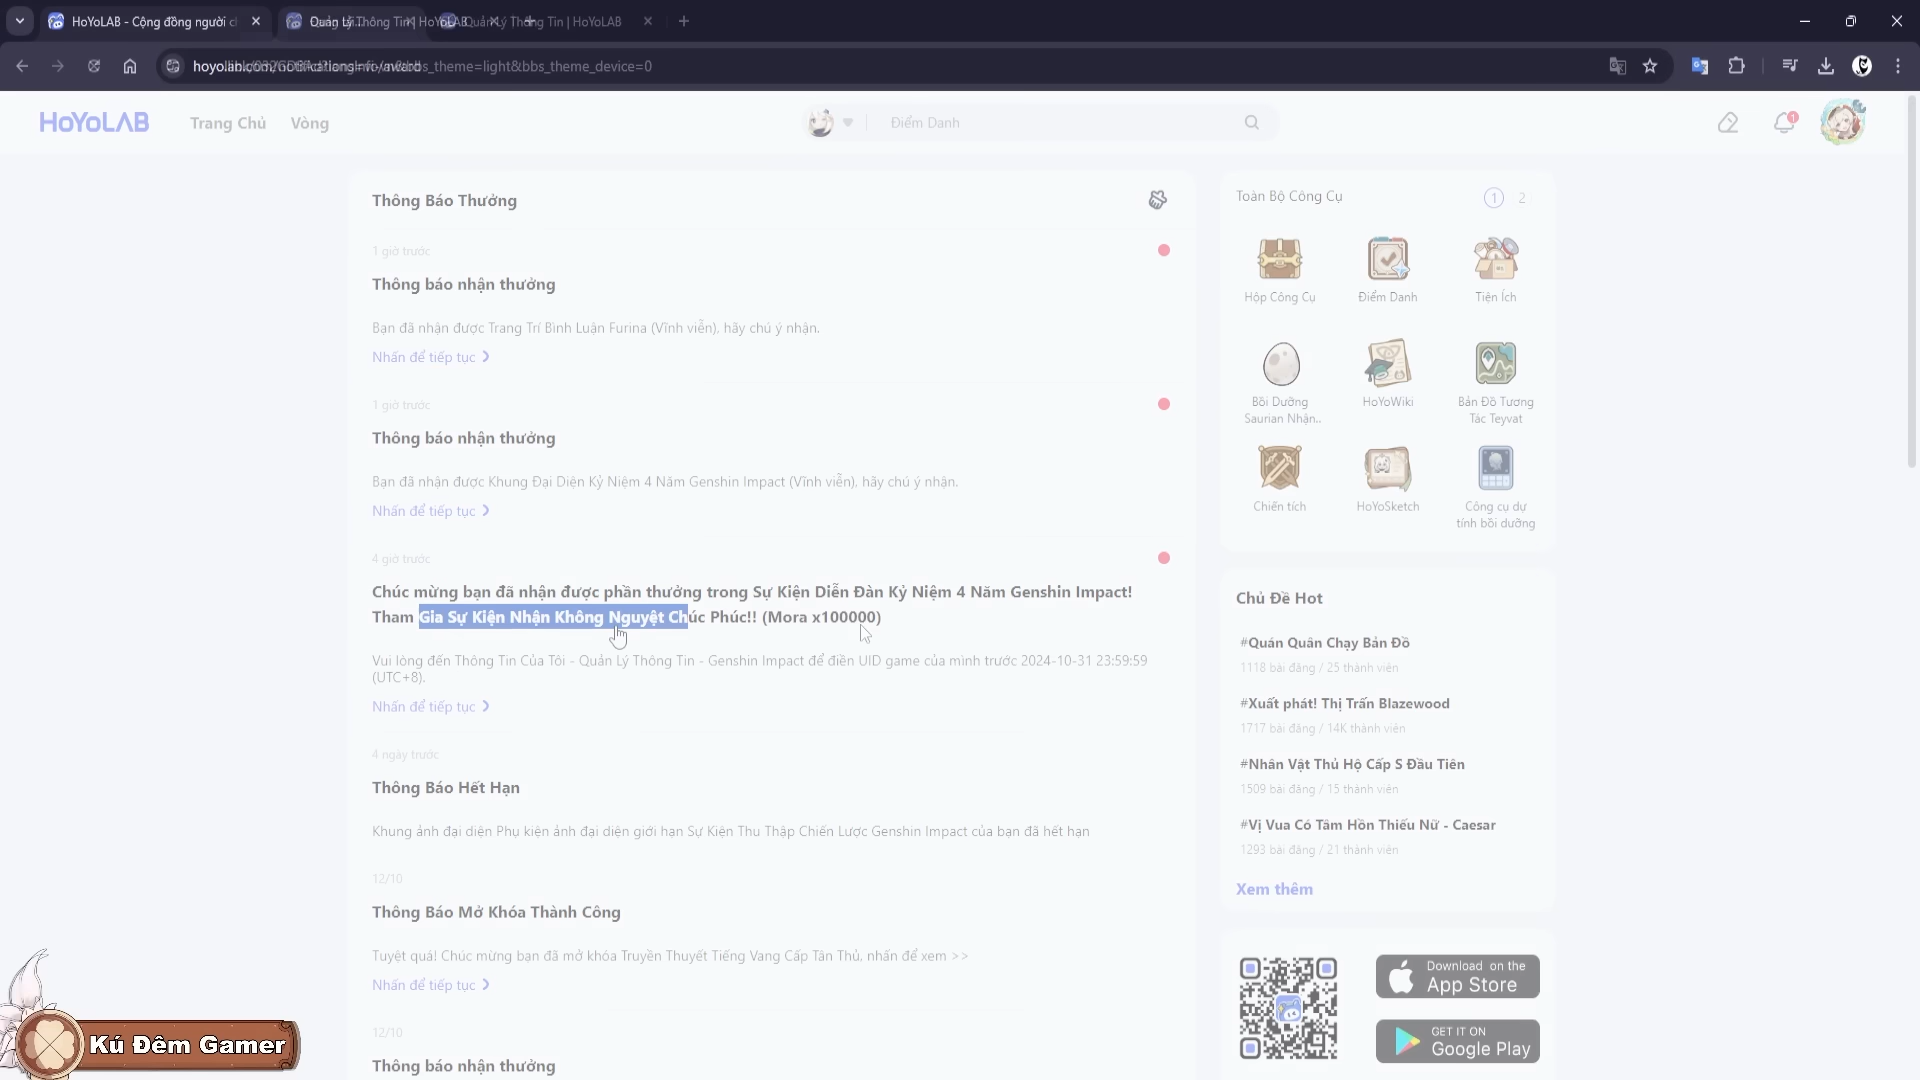 HoYoLAB - Cộng đồng người c
HoYoLAB
Trang Chủ
Vòng
Điểm Danh
1
Thông Báo Thưởng
1 giờ trước
Thông báo nhận thưởng
Bạn đã nhận được Trang Trí Bình Luận Furina (Vĩnh viễn), hãy chú ý nhận.
Nhấn để tiếp tục
1 giờ trước
Thông báo nhận thưởng
Bạn đã nhận được Khung Đại Diện Kỷ Niệm 4 Năm Genshin Impact (Vĩnh viễn), hãy chú ý nhận.
Nhấn để tiếp tục
4 giờ trước
Chúc mừng bạn đã nhận được phần thưởng trong Sự Kiện Diễn Đàn Kỷ Niệm 4 Năm Genshin Impact!
Tham Gia Sự Kiện Nhận Không Nguyệt Chúc Phúc!! (Mora x100000)
Vui lòng đến Thông Tin Của Tôi - Quản Lý Thông Tin - Genshin Impact để điền UID game của mình trước 2024-10-31 23:59:59
(UTC+8).
Nhấn để tiếp tục
4 ngày trước
Thông Báo Hết Hạn
Khung ảnh đại diện Phụ kiện ảnh đại diện giới hạn Sự Kiện Thu Thập Chiến Lược Genshin Impact của bạn đã hết hạn
12/10
Thông Báo Mở Khóa Thành Công
Tuyệt quá! Chúc mừng bạn đã mở khóa Truyền Thuyết Tiếng Vang Cấp Tân Thủ, nhấn để xem >>
Nhấn để tiếp tục
12/10
Thông báo nhận thưởng
Toàn Bộ Công Cụ
1 2
Hộp Công Cụ
Điểm Danh
Tiện Ích
Bồi Dưỡng
Saurian Nhận..
HoYoWiki
Bản Đồ Tương
Tác Teyvat
Chiến tích
HoYoSketch
Công cụ dự
tính bồi dưỡng
Chủ Đề Hot
#Quán Quân Chạy Bản Đồ
1118 bài đăng / 25 thành viên
#Xuất phát! Thị Trấn Blazewood
1717 bài đăng / 14K thành viên
#Nhân Vật Thủ Hộ Cấp S Đầu Tiên
1509 bài đăng / 15 thành viên
#Vị Vua Có Tâm Hồn Thiếu Nữ - Caesar
1293 bài đăng / 21 thành viên
Xem thêm
Download on the
App Store
GET IT ON
Google Play
Kú Đêm Gamer